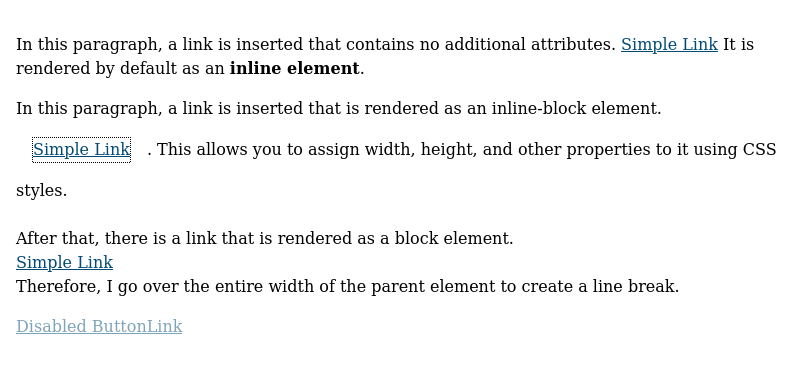 In this paragraph, a link is inserted that contains no additional attributes. Simple Link It is
rendered by default as an inline element.
In this paragraph, a link is inserted that is rendered as an inline-block element.
Simple Link . This allows you to assign width, height, and other properties to it using CSS
styles.
After that, there is a link that is rendered as a block element.
Simple Link
Therefore, I go over the entire width of the parent element to create a line break.
Disabled ButtonLink